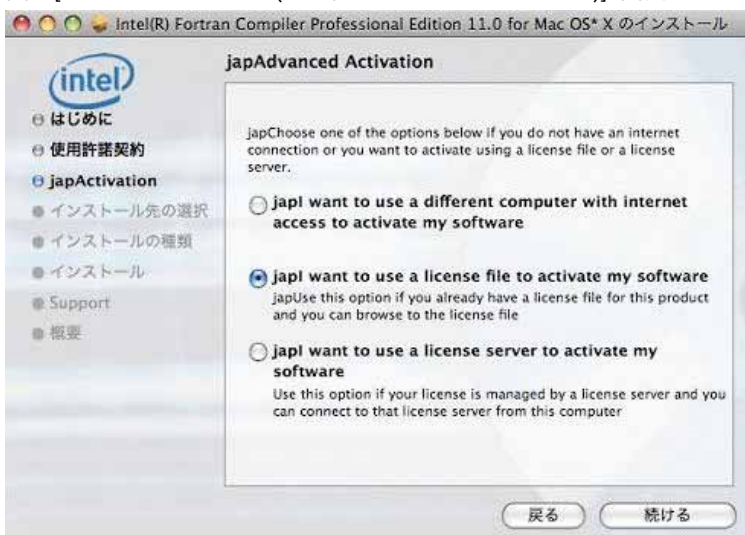 Intel(R) Fortran Compiler Professional Edition 11.0 for Mac OS* X のインストール
intel
はじめに
使用許諾契約
japActivation
インストール先の選択
インストールの種類
インストール
Support
概要
japAdvanced Activation
japChoose one of the options below if you do not have an internet
connection or you want to activate using a license file or a license
server.
japI want to use a different computer with internet
access to activate my software
japI want to use a license file to activate my software
japUse this option if you already have a license file for this product
and you can browse to the license file
japI want to use a license server to activate my
software
Use this option if your license is managed by a license server and you
can connect to that license server from this computer
戻る
続ける